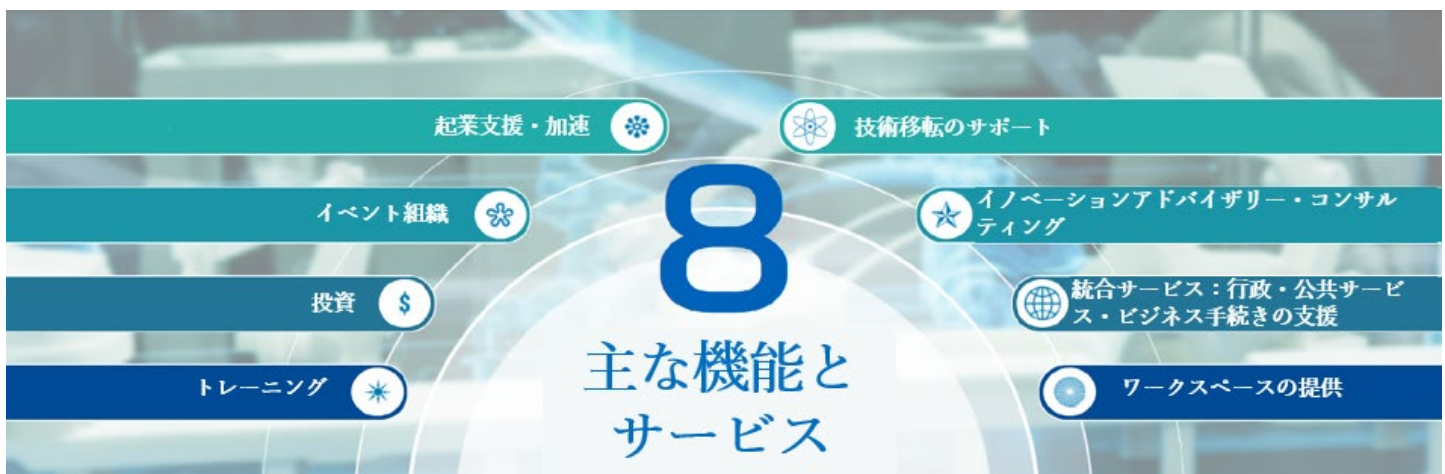 起業支援・加速
技術移転のサポート
イベント組織
イノベーションアドバイザリー・コンサル
ティング
投資
$
統合サービス：行政・公共サービ
ス・ビジネス手続きの支援
トレーニング
ワークスペースの提供
8
主な機能と
サービス